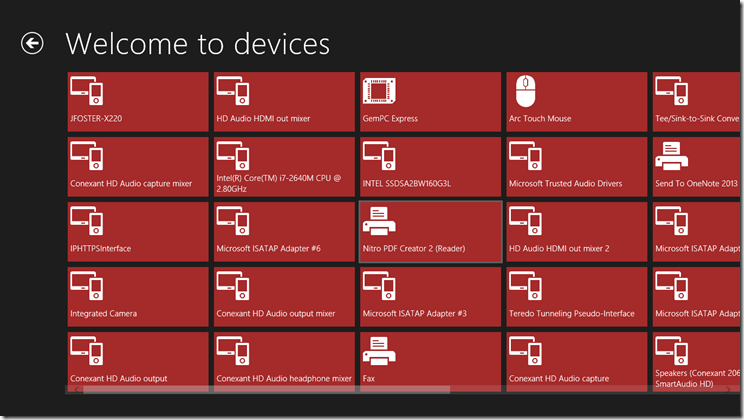 Welcome to devices
JFOSTER-X220
HD Audio HDMI out mixer
GemPC Express
Arc Touch Mouse
Tee/Sink-to-Sink Conve
Conexant HD Audio capture mixer
Intel(R) Core(TM) i7-2640M CPU @
2.80GHz
INTEL SSDSA2BW160G3L
Microsoft Trusted Audio Drivers
Send To OneNote 2013
IPHTTPSInterface
Microsoft ISATAP Adapter #6
Nitro PDF Creator 2 (Reader)
HD Audio HDMI out mixer 2
Microsoft ISATAP Adapt
Integrated Camera
Conexant HD Audio output mixer
Microsoft ISATAP Adapter #3
Teredo Tunneling Pseudo-Interface
Microsoft ISATAP Adapt
Conexant HD Audio output
Conexant HD Audio headphone mixer
Fax
Conexant HD Audio capture
Speakers (Conexant 206
SmartAudio HD)